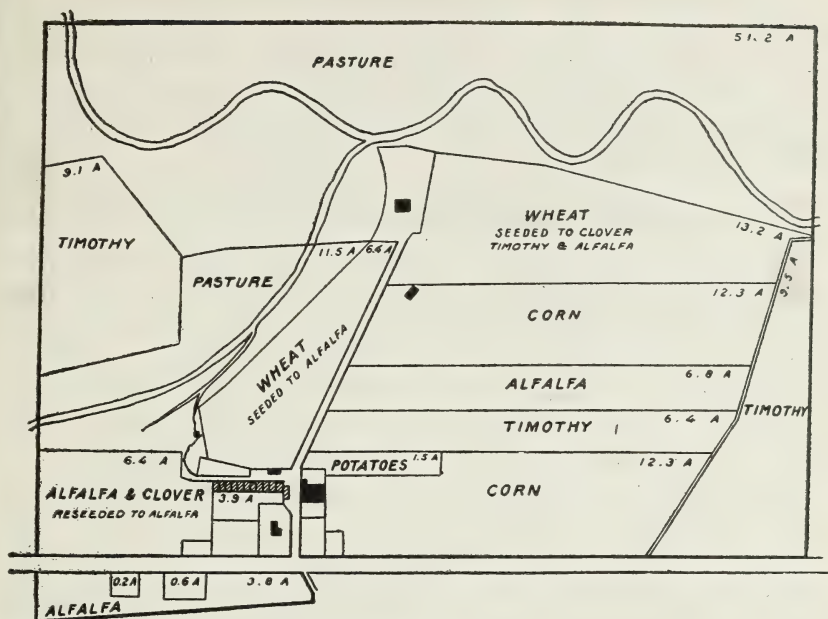 51.2 A
PASTURE
9.1 A
TIMOTHY
WHEAT
SEEDED TO CLOVER
TIMOTHY & ALFALFA
13.2 A
11.5 A
6.4 A
PASTURE
9.5 A
12.3 A
CORN
WHEAT
SEEDED TO ALFALFA
6.8 A
ALFALFA
TIMOTHY
6.4 A
TIMOTHY
6.4 A
POTATOES
1.5 A
12.3 A
ALFALFA & CLOVER
RESEEDED TO ALFALFA
3.9 A
CORN
0.2 A
0.6 A
3.8 A
ALFALFA